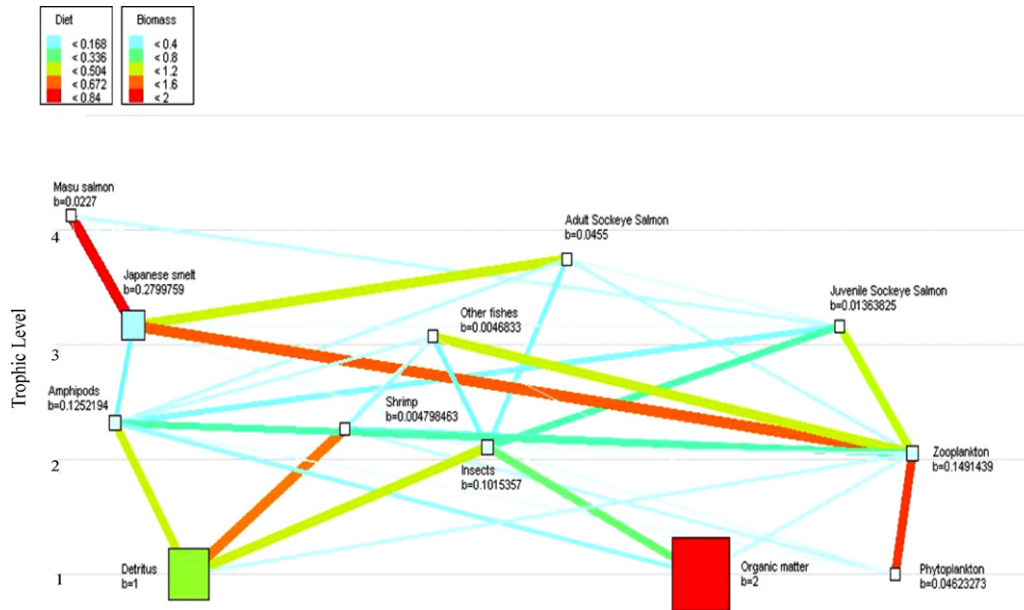 Diet
< 0.168
< 0.336
< 0.504
< 0.672
< 0.84
Biomass
< 0.4
< 0.8
< 1.2
< 1.6
< 2
Masu salmon
b=0.0227
4
Adult Sockeye Salmon
b=0.0455
Japanese smelt
b=0.2799759
Juvenile Sockeye Salmon
b=0.01363825
Other fishes
b=0.0046833
3
Trophic Level
Amphipods
b=0.1252194
Shrimp
b=0.004798463
2
Insects
b=0.1015357
Zooplankton
b=0.1491439
Detritus
b=1
1
Organic matter
b=2
Phytoplankton
b=0.04623273